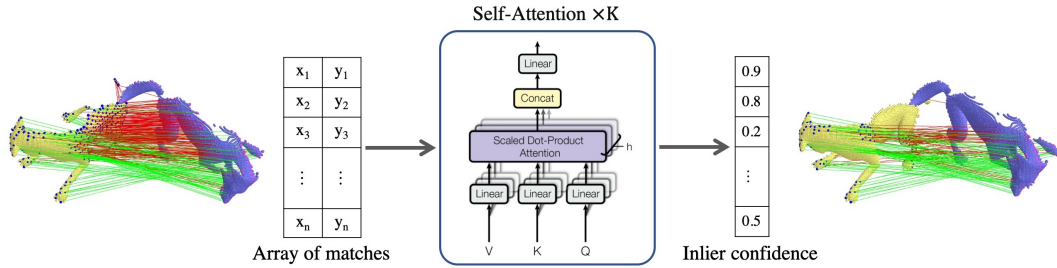 Self-Attention ×K
x₁ y₁
x₂ y₂
x₃ y₃
⋮ ⋮
xₙ yₙ
Array of matches
Linear
Concat
Scaled Dot-Product
Attention
h
Linear Linear Linear
V K Q
0.9
0.8
0.2
⋮
0.5
Inlier confidence